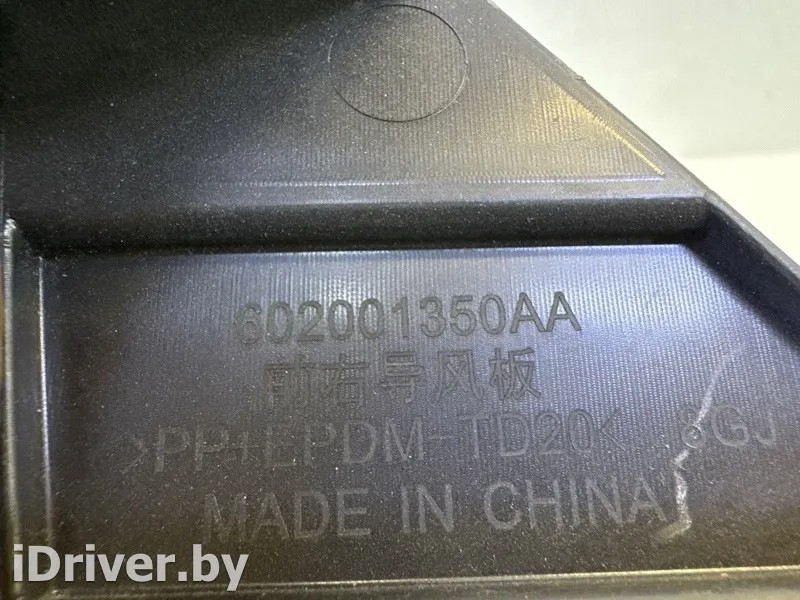 602001350AA
前右导风板
>PP+EPDM-TD20< 8GJ
MADE IN CHINA
iDriver.by